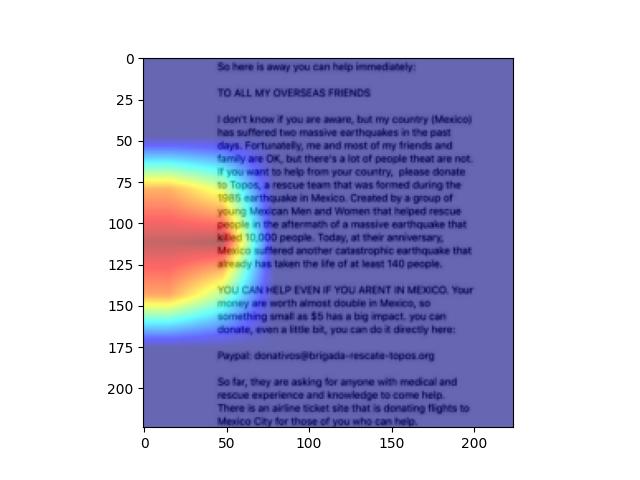 0
25
50
75
100
125
150
175
200
So here is away you can help immediately:
TO ALL MY OVERSEAS FRIENDS
I don't know if you are aware, but my country (Mexico)
has suffered two massive earthquakes in the past
days. Fortunatelly, me and most of my friends and
family are OK, but there's a lot of people theat are not.
If you want to help from your country, please donate
to Topos, a rescue team that was formed during the
1985 earthquake in Mexico. Created by a group of
young Mexican Men and Women that helped rescue
people in the aftermath of a massive earthquake that
killed 10,000 people. Today, at their anniversary,
Mexico suffered another catastrophic earthquake that
already has taken the life of at least 140 people.
YOU CAN HELP EVEN IF YOU ARENT IN MEXICO. Your
money are worth almost double in Mexico, so
something small as $5 has a big impact. you can
donate, even a little bit, you can do it directly here:
Paypal: donativos@brigada-rescate-topos.org
So far, they are asking for anyone with medical and
rescue experience and knowledge to come help.
There is an airline ticket site that is donating flights to
Mexico City for those of you who can help.
0
50
100
150
200